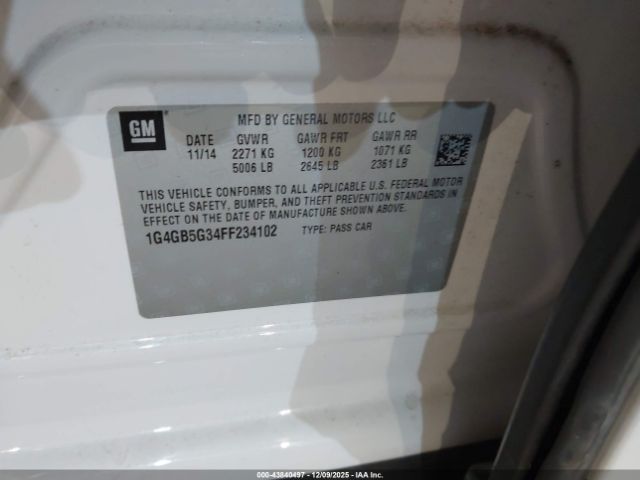 GM
MFD BY GENERAL MOTORS LLC
DATE GVWR GAWR FRT GAWR RR
11/14 2271 KG 1200 KG 1071 KG
5006 LB 2645 LB 2361 LB
THIS VEHICLE CONFORMS TO ALL APPLICABLE U.S. FEDERAL MOTOR
VEHICLE SAFETY, BUMPER, AND THEFT PREVENTION STANDARDS IN
EFFECT ON THE DATE OF MANUFACTURE SHOWN ABOVE.
1G4GB5G34FF234102 TYPE: PASS CAR
000-43840497 12/09/2025 - IAA Inc.